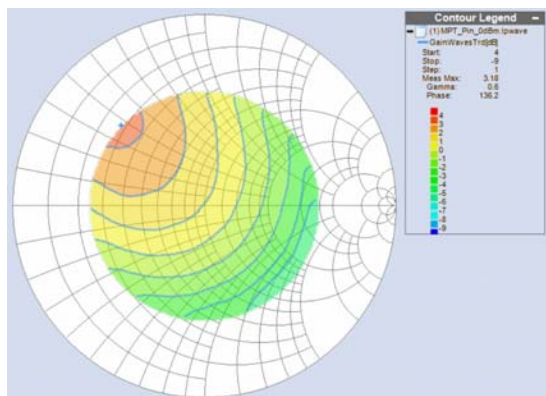 Contour Legend
(1) MPT_Pin_0dBm.lpwave
GainWavesTrd[dB]
Start: 4
Stop: -9
Step: 1
Meas Max: 3.18
Gamma: 0.6
Phase: 136.2
4
3
2
1
0
-1
-2
-3
-4
-5
-6
-7
-8
-9